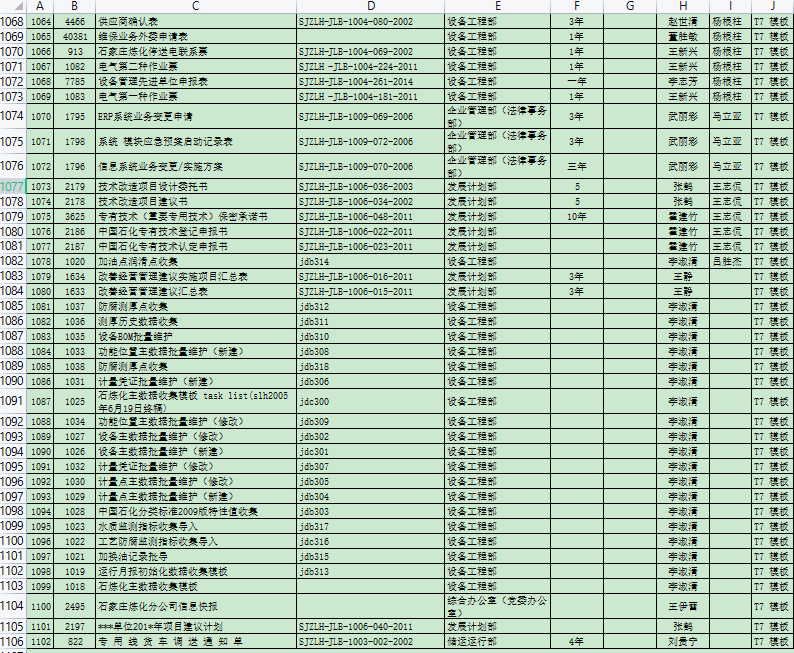 A B C D E F G H I J
1068 1064 4466 供应商确认表 SJZLH-JLB-1004-080-2002 设备工程部 3年 赵世清 杨根柱 T7 模板
1069 1065 40381 维保业务外委申请表 设备工程部 1年 董胜敏 杨根柱 T7 模板
1070 1066 913 石家庄炼化停送电联系票 SJZLH-JLB-1004-069-2002 设备工程部 1年 王新兴 杨根柱 T7 模板
1071 1067 1082 电气第二种作业票 SJZLH -JLB-1004-224-2011 设备工程部 1年 王新兴 杨根柱 T7 模板
1072 1068 7785 设备管理先进单位申报表 SJZLH-JLB-1004-261-2014 设备工程部 一年 李志芳 杨根柱 T7 模板
1073 1069 1083 电气第一种作业票 SJZLH -JLB-1004-181-2011 设备工程部 1年 王新兴 杨根柱 T7 模板
1074 1070 1795 ERP系统业务变更申请 SJZLH-JLB-1009-069-2006 企业管理部（法律事务
部） 3年 武丽彩 马立亚 T7 模板
1075 1071 1798 系统 模块应急预案启动记录表 SJZLH-JLB-1009-072-2006 企业管理部（法律事务
部） 3年 武丽彩 马立亚 T7 模板
1076 1072 1796 信息系统业务变更/实施方案 SJZLH-JLB-1009-070-2006 企业管理部（法律事务
部） 三年 武丽彩 马立亚 T7 模板
1077 1073 2179 技术改造项目设计委托书 SJZLH-JLB-1006-036-2003 发展计划部 5 张鹤 王志侃 T7 模板
1078 1074 2178 技术改造项目建议书 SJZLH-JLB-1006-034-2002 发展计划部 5 张鹤 王志侃 T7 模板
1079 1075 3625 专有技术（重要专用技术）保密承诺书 SJZLH-JLB-1006-048-2011 发展计划部 10年 霍建竹 王志侃 T7 模板
1080 1076 2186 中国石化专有技术登记申报书 SJZLH-JLB-1006-022-2011 发展计划部 霍建竹 王志侃 T7 模板
1081 1077 2187 中国石化专有技术认定申报书 SJZLH-JLB-1006-023-2011 发展计划部 霍建竹 王志侃 T7 模板
1082 1078 1020 加油点润滑点收集 jdb314 设备工程部 李淑清 吕胜杰 T7 模板
1083 1079 1634 改善经营管理建议实施项目汇总表 SJZLH-JLB-1006-016-2011 发展计划部 3年 王静 T7 模板
1084 1080 1633 改善经营管理建议汇总表 SJZLH-JLB-1006-015-2011 发展计划部 3年 王静 T7 模板
1085 1081 1037 防腐测厚点收集 jdb312 设备工程部 李淑清 T7 模板
1086 1082 1036 测厚历史数据收集 jdb311 设备工程部 李淑清 T7 模板
1087 1083 1035 设备BOM批量维护 jdb310 设备工程部 李淑清 T7 模板
1088 1084 1033 功能位置主数据批量维护（新建） jdb308 设备工程部 李淑清 T7 模板
1089 1085 1038 防腐测厚点收集 jdb318 设备工程部 李淑清 T7 模板
1090 1086 1031 计量凭证批量维护（新建） jdb306 设备工程部 李淑清 T7 模板
1091 1087 1025 石炼化主数据收集模板 task list(slh2005
年6月19日终稿) jdc300 设备工程部 李淑清 T7 模板
1092 1088 1034 功能位置主数据批量维护（修改） jdb309 设备工程部 李淑清 T7 模板
1093 1089 1027 设备主数据批量维护（修改） jdb302 设备工程部 李淑清 T7 模板
1094 1090 1026 设备主数据批量维护（新建） jdc301 设备工程部 李淑清 T7 模板
1095 1091 1032 计量凭证批量维护（修改） jdb307 设备工程部 李淑清 T7 模板
1096 1092 1030 计量点主数据批量维护（修改） jdb305 设备工程部 李淑清 T7 模板
1097 1093 1029 计量点主数据批量维护（新建） jdb304 设备工程部 李淑清 T7 模板
1098 1094 1028 中国石化分类标准2009版特性值收集 jdb303 设备工程部 李淑清 T7 模板
1099 1095 1023 水质监测指标收集导入 jdb317 设备工程部 李淑清 T7 模板
1100 1096 1022 工艺防腐监测指标收集导入 jdc316 设备工程部 李淑清 T7 模板
1101 1097 1021 加换油记录批导 jdb315 设备工程部 李淑清 T7 模板
1102 1098 1019 运行月报初始化数据收集模板 jdb313 设备工程部 李淑清 T7 模板
1103 1099 1018 石炼化主数据收集模板 设备工程部 李淑清 T7 模板
1104 1100 2495 石家庄炼化分公司信息快报 综合办公室（党委办公
室） 王伊蕾 T7 模板
1105 1101 2197 ***单位201*年项目建议计划 SJZLH-JLB-1006-040-2011 发展计划部 张鹤 T7 模板
1106 1102 822 专 用 线 货 车 调 送 通 知 单 SJZLH-JLB-1003-002-2002 储运运行部 4年 刘贵宁 T7 模板